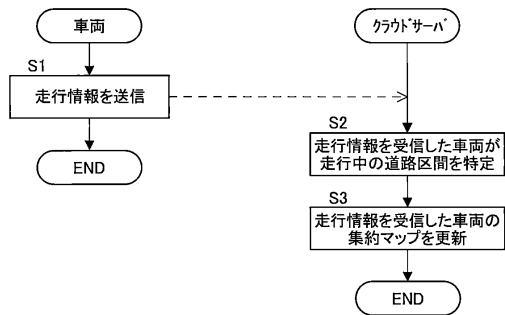 車両
クラウドサーバ
S1
走行情報を送信
S2
走行情報を受信した車両が
走行中の道路区間を特定
END
S3
走行情報を受信した車両の
集約マップを更新
END